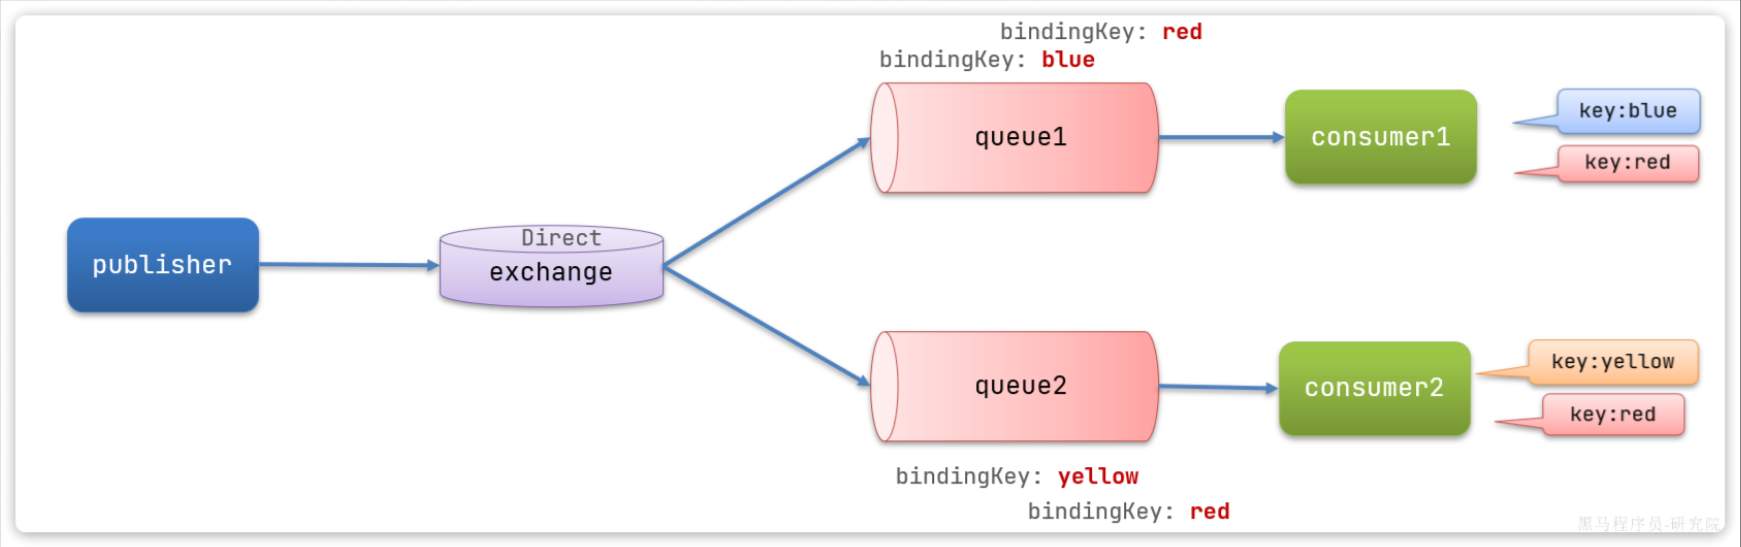 bindingKey: red
bindingKey: blue
queue1
consumer1
key:blue
key:red
publisher
Direct
exchange
queue2
consumer2
key:yellow
key:red
bindingKey: yellow
bindingKey: red
黑马程序员-研究院